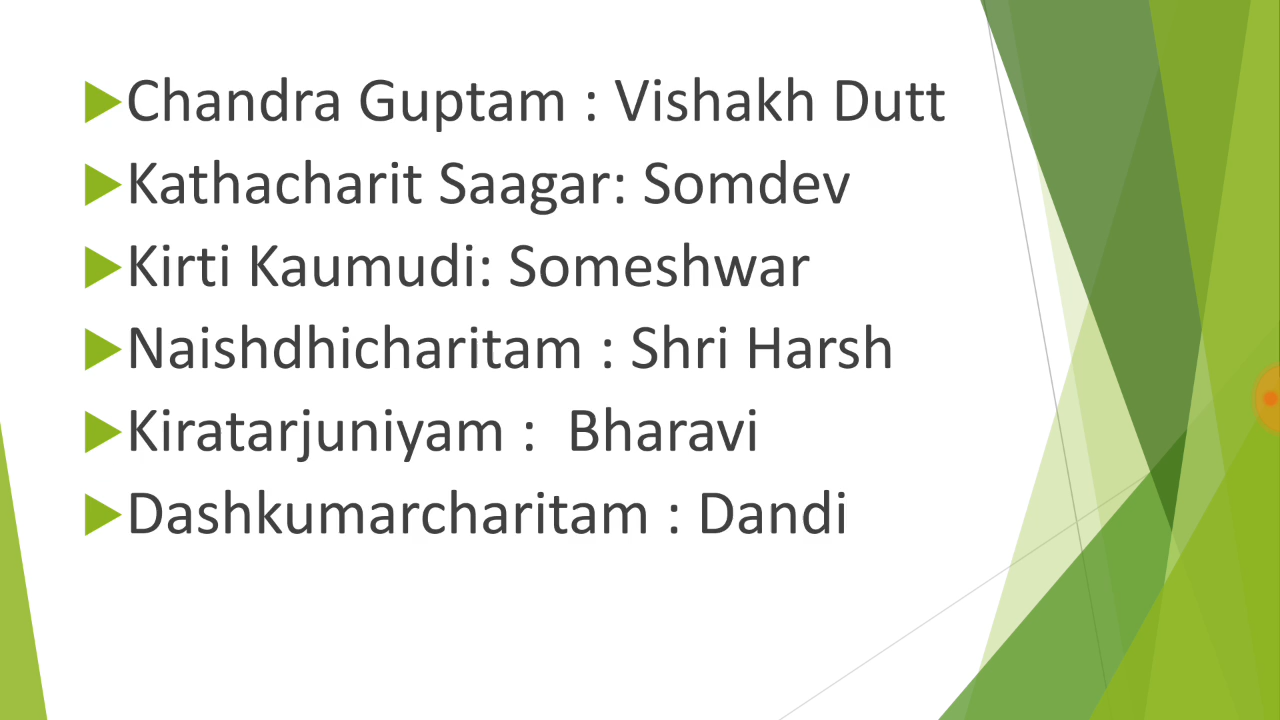 Chandra Guptam : Vishakh Dutt
Kathacharit Saagar: Somdev
Kirti Kaumudi: Someshwar
Naishdhicharitam : Shri Harsh
Kiratarjuniyam :  Bharavi
Dashkumarcharitam : Dandi